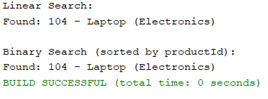 Linear Search:
Found: 104 - Laptop (Electronics)
Binary Search (sorted by productId):
Found: 104 - Laptop (Electronics)
BUILD SUCCESSFUL (total time: 0 seconds)